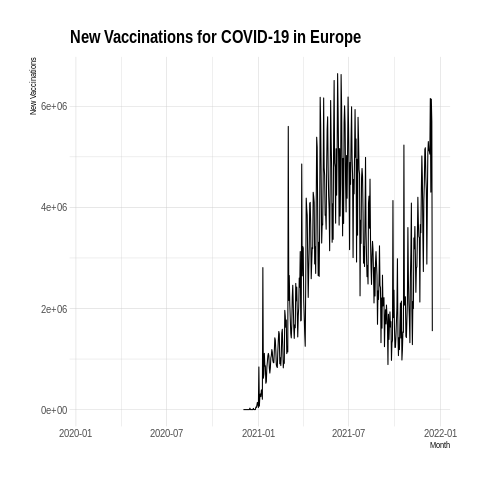 New Vaccinations for COVID-19 in Europe
New Vaccinations
6e+06
4e+06
2e+06
0e+00
2020-01 2020-07 2021-01 2021-07 2022-01
Month